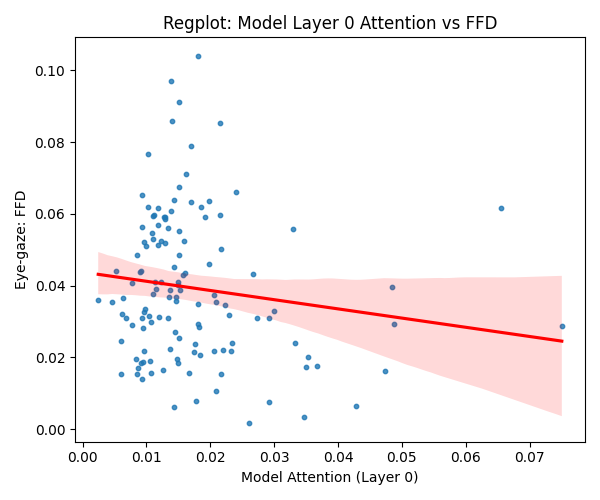 Regplot: Model Layer 0 Attention vs FFD
0.10
0.08
0.06
0.04
0.02
0.00
Eye-gaze: FFD
0.00 0.01 0.02 0.03 0.04 0.05 0.06 0.07
Model Attention (Layer 0)